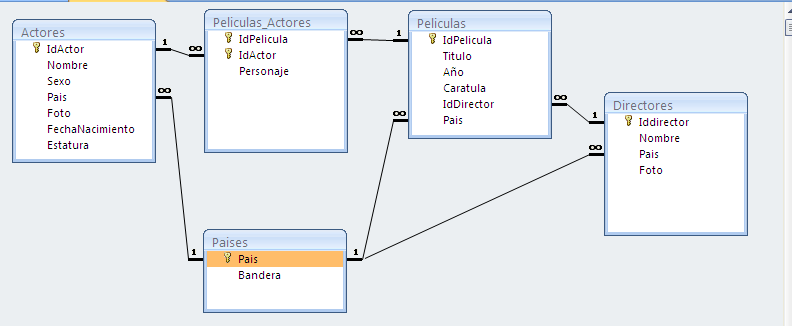 Actores
IdActor
Nombre
Sexo
Pais
Foto
FechaNacimiento
Estatura
1
∞
∞
Peliculas_Actores
IdPelicula
IdActor
Personaje
∞
1
Peliculas
IdPelicula
Titulo
Año
Caratula
IdDirector
Pais
∞
∞
1
∞
Directores
Iddirector
Nombre
Pais
Foto
1
Paises
Pais
Bandera
1